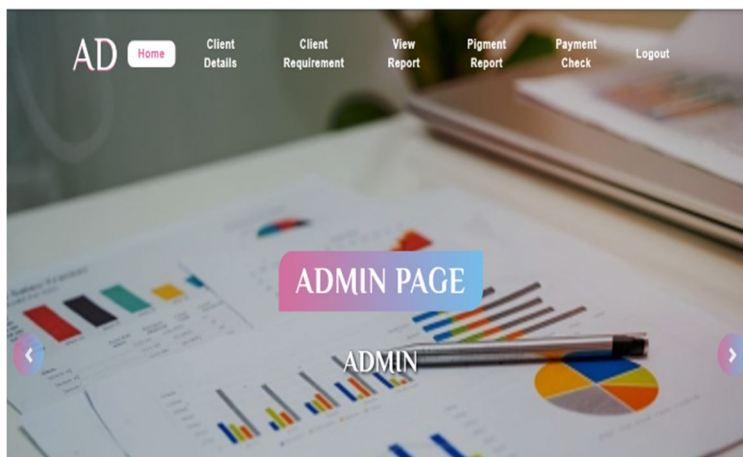 AD
Home
Client
Details
Client
Requirement
View
Report
Pigment
Report
Payment
Check
Logout
ADMIN PAGE
ADMIN